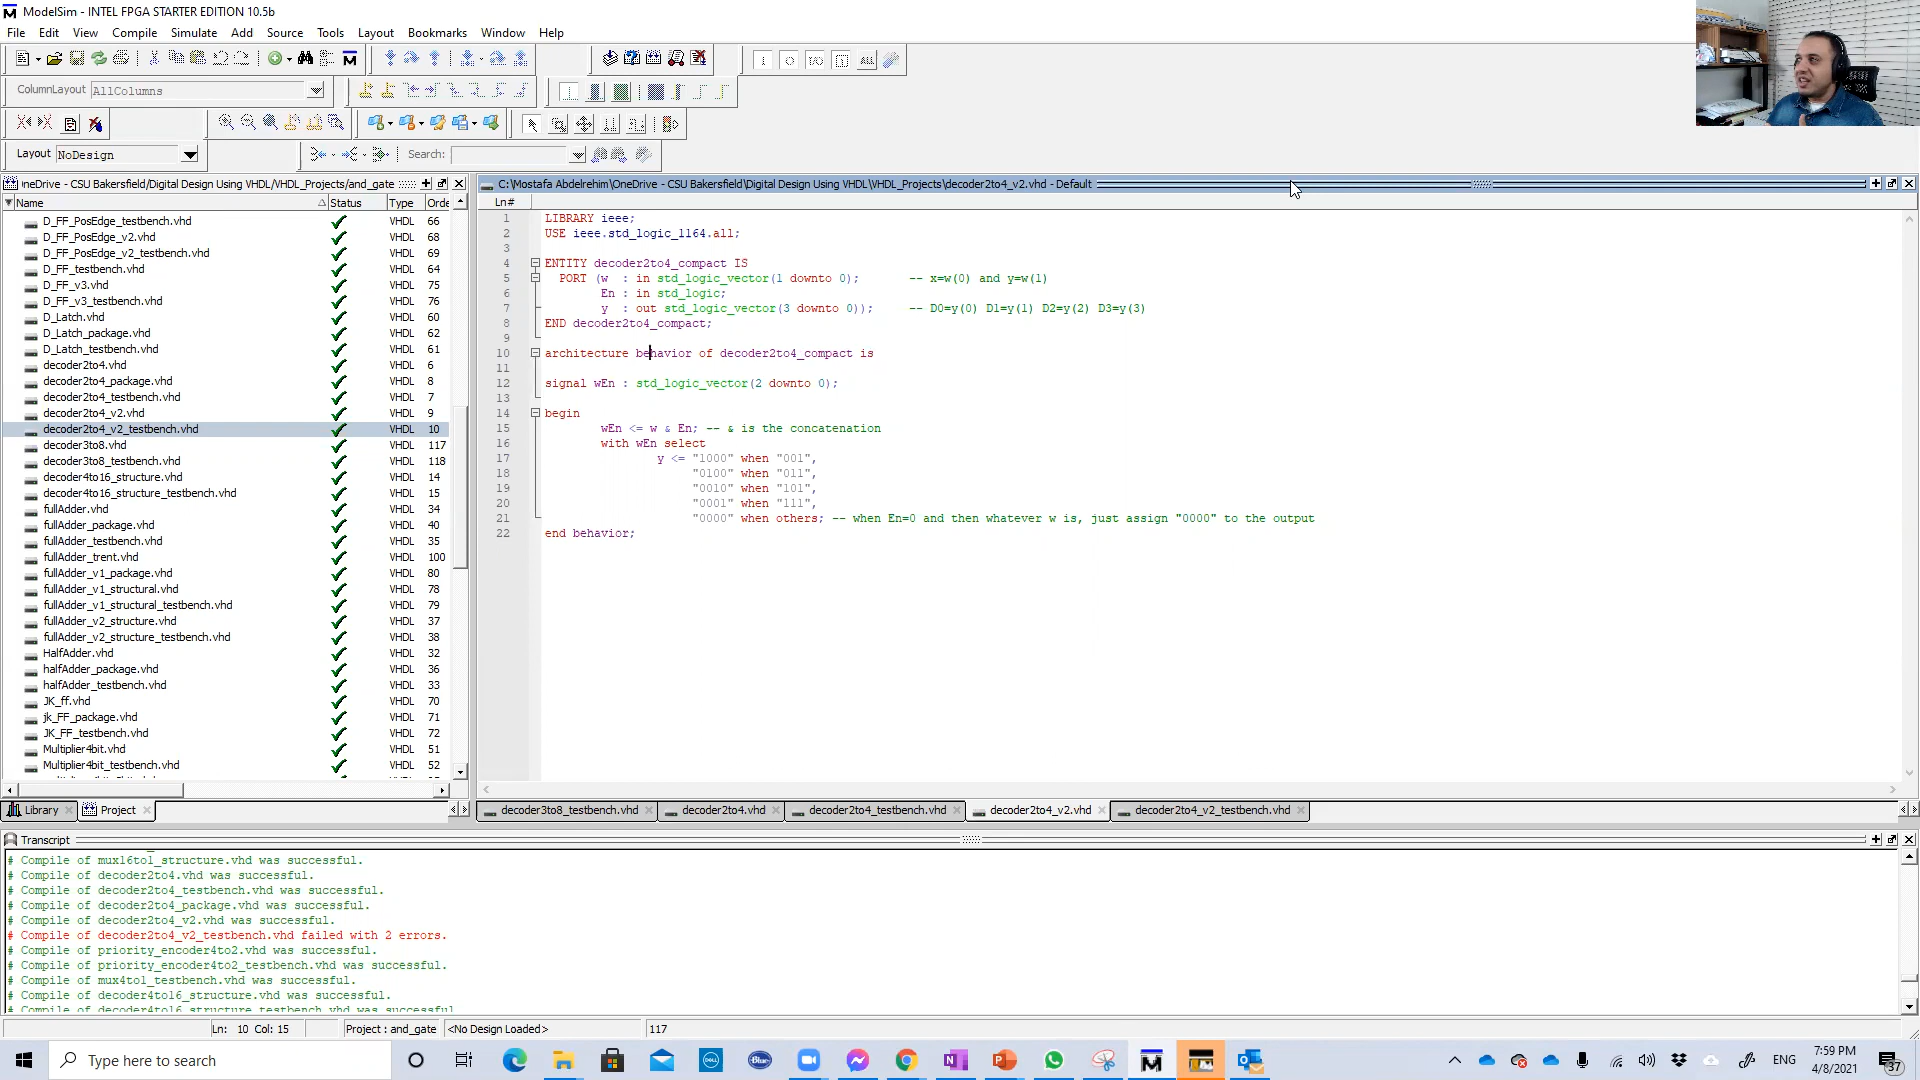 ModelSim - INTEL FPGA STARTER EDITION 10.5b
File Edit View Compile Simulate Add Source Tools Layout Bookmarks Window Help
ColumnLayout AllColumns
Layout NoDesign
Search:
OneDrive - CSU Bakersfield/Digital Design Using VHDL/VHDL_Projects/and_gate
Name Status Type Orde
D_FF_PosEdge_testbench.vhd VHDL 66
D_FF_PosEdge_v2.vhd VHDL 68
D_FF_PosEdge_v2_testbench.vhd VHDL 69
D_FF_testbench.vhd VHDL 64
D_FF_v3.vhd VHDL 75
D_FF_v3_testbench.vhd VHDL 76
D_Latch.vhd VHDL 60
D_Latch_package.vhd VHDL 62
D_Latch_testbench.vhd VHDL 61
decoder2to4.vhd VHDL 6
decoder2to4_package.vhd VHDL 8
decoder2to4_testbench.vhd VHDL 7
decoder2to4_v2.vhd VHDL 9
decoder2to4_v2_testbench.vhd VHDL 10
decoder3to8.vhd VHDL 117
decoder3to8_testbench.vhd VHDL 118
decoder4to16_structure.vhd VHDL 14
decoder4to16_structure_testbench.vhd VHDL 15
fullAdder.vhd VHDL 34
fullAdder_package.vhd VHDL 40
fullAdder_testbench.vhd VHDL 35
fullAdder_trent.vhd VHDL 100
fullAdder_v1_package.vhd VHDL 80
fullAdder_v1_structural.vhd VHDL 78
fullAdder_v1_structural_testbench.vhd VHDL 79
fullAdder_v2_structure.vhd VHDL 37
fullAdder_v2_structure_testbench.vhd VHDL 38
HalfAdder.vhd VHDL 32
halfAdder_package.vhd VHDL 36
halfAdder_testbench.vhd VHDL 33
JK_ff.vhd VHDL 70
jk_FF_package.vhd VHDL 71
JK_FF_testbench.vhd VHDL 72
Multiplier4bit.vhd VHDL 51
Multiplier4bit_testbench.vhd VHDL 52
Library Project
C:\Mostafa Abdelrehim\OneDrive - CSU Bakersfield\Digital Design Using VHDL\VHDL_Projects\decoder2to4_v2.vhd - Default
Ln#
1 LIBRARY ieee;
2 USE ieee.std_logic_1164.all;
3
4 ENTITY decoder2to4_compact IS
5 PORT (w : in std_logic_vector(1 downto 0); -- x=w(0) and y=w(1)
6 En : in std_logic;
7 y : out std_logic_vector(3 downto 0)); -- D0=y(0) D1=y(1) D2=y(2) D3=y(3)
8 END decoder2to4_compact;
9
10 architecture behavior of decoder2to4_compact is
11
12 signal wEn : std_logic_vector(2 downto 0);
13
14 begin
15 wEn <= w & En; -- & is the concatenation
16 with wEn select
17 y <= "1000" when "001",
18 "0100" when "011",
19 "0010" when "101",
20 "0001" when "111",
21 "0000" when others; -- when En=0 and then whatever w is, just assign "0000" to the output
22 end behavior;
decoder3to8_testbench.vhd decoder2to4.vhd decoder2to4_testbench.vhd decoder2to4_v2.vhd decoder2to4_v2_testbench.vhd
Transcript
# Compile of mux16to1_structure.vhd was successful.
# Compile of decoder2to4.vhd was successful.
# Compile of decoder2to4_testbench.vhd was successful.
# Compile of decoder2to4_package.vhd was successful.
# Compile of decoder2to4_v2.vhd was successful.
# Compile of decoder2to4_v2_testbench.vhd failed with 2 errors.
# Compile of priority_encoder4to2.vhd was successful.
# Compile of priority_encoder4to2_testbench.vhd was successful.
# Compile of mux4to1_testbench.vhd was successful.
# Compile of decoder4to16_structure.vhd was successful.
# Compile of decoder4to16_structure_testbench.vhd was successful
Ln: 10 Col: 15 Project : and_gate <No Design Loaded> 117
Type here to search
ENG
7:59 PM
4/8/2021
37